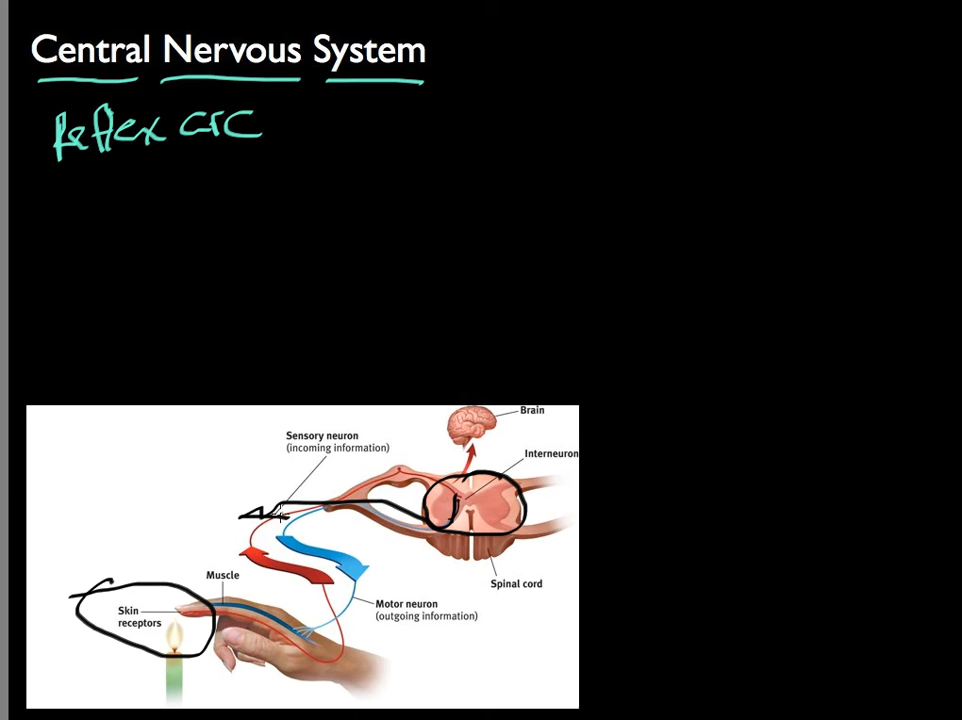 Central Nervous System
Reflex arc
Brain
Sensory neuron
(incoming information)
Interneuron
Spinal cord
Muscle
Motor neuron
(outgoing information)
Skin
receptors